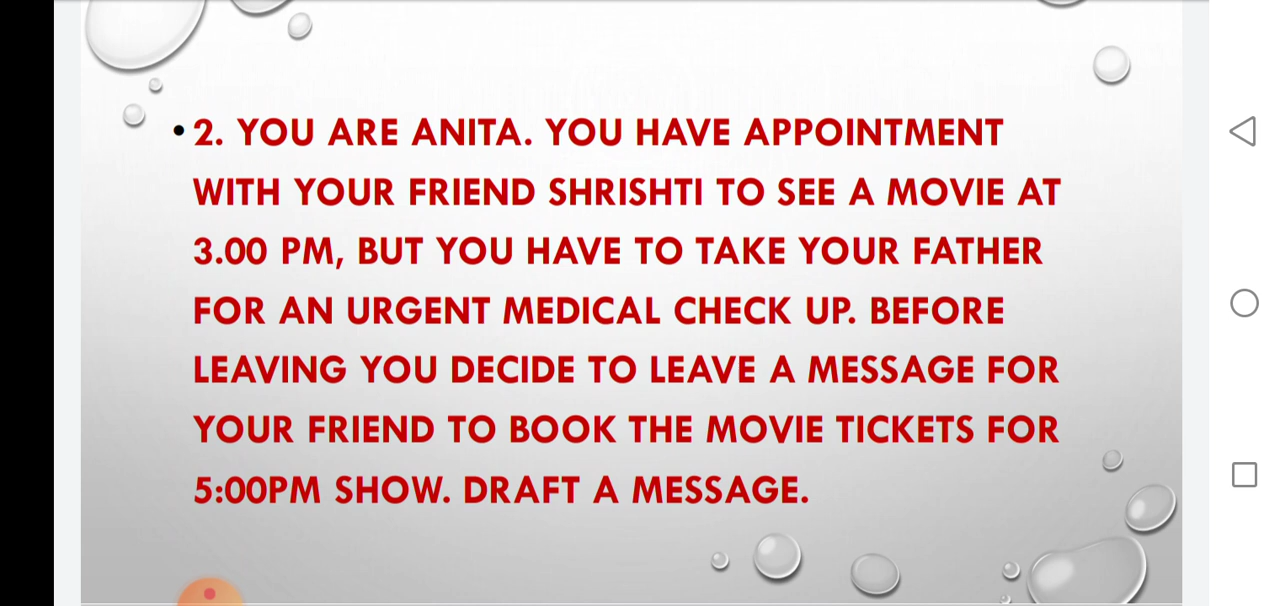 • 2. YOU ARE ANITA. YOU HAVE APPOINTMENT
WITH YOUR FRIEND SHRISHTI TO SEE A MOVIE AT
3.00 PM, BUT YOU HAVE TO TAKE YOUR FATHER
FOR AN URGENT MEDICAL CHECK UP. BEFORE
LEAVING YOU DECIDE TO LEAVE A MESSAGE FOR
YOUR FRIEND TO BOOK THE MOVIE TICKETS FOR
5:00PM SHOW. DRAFT A MESSAGE.